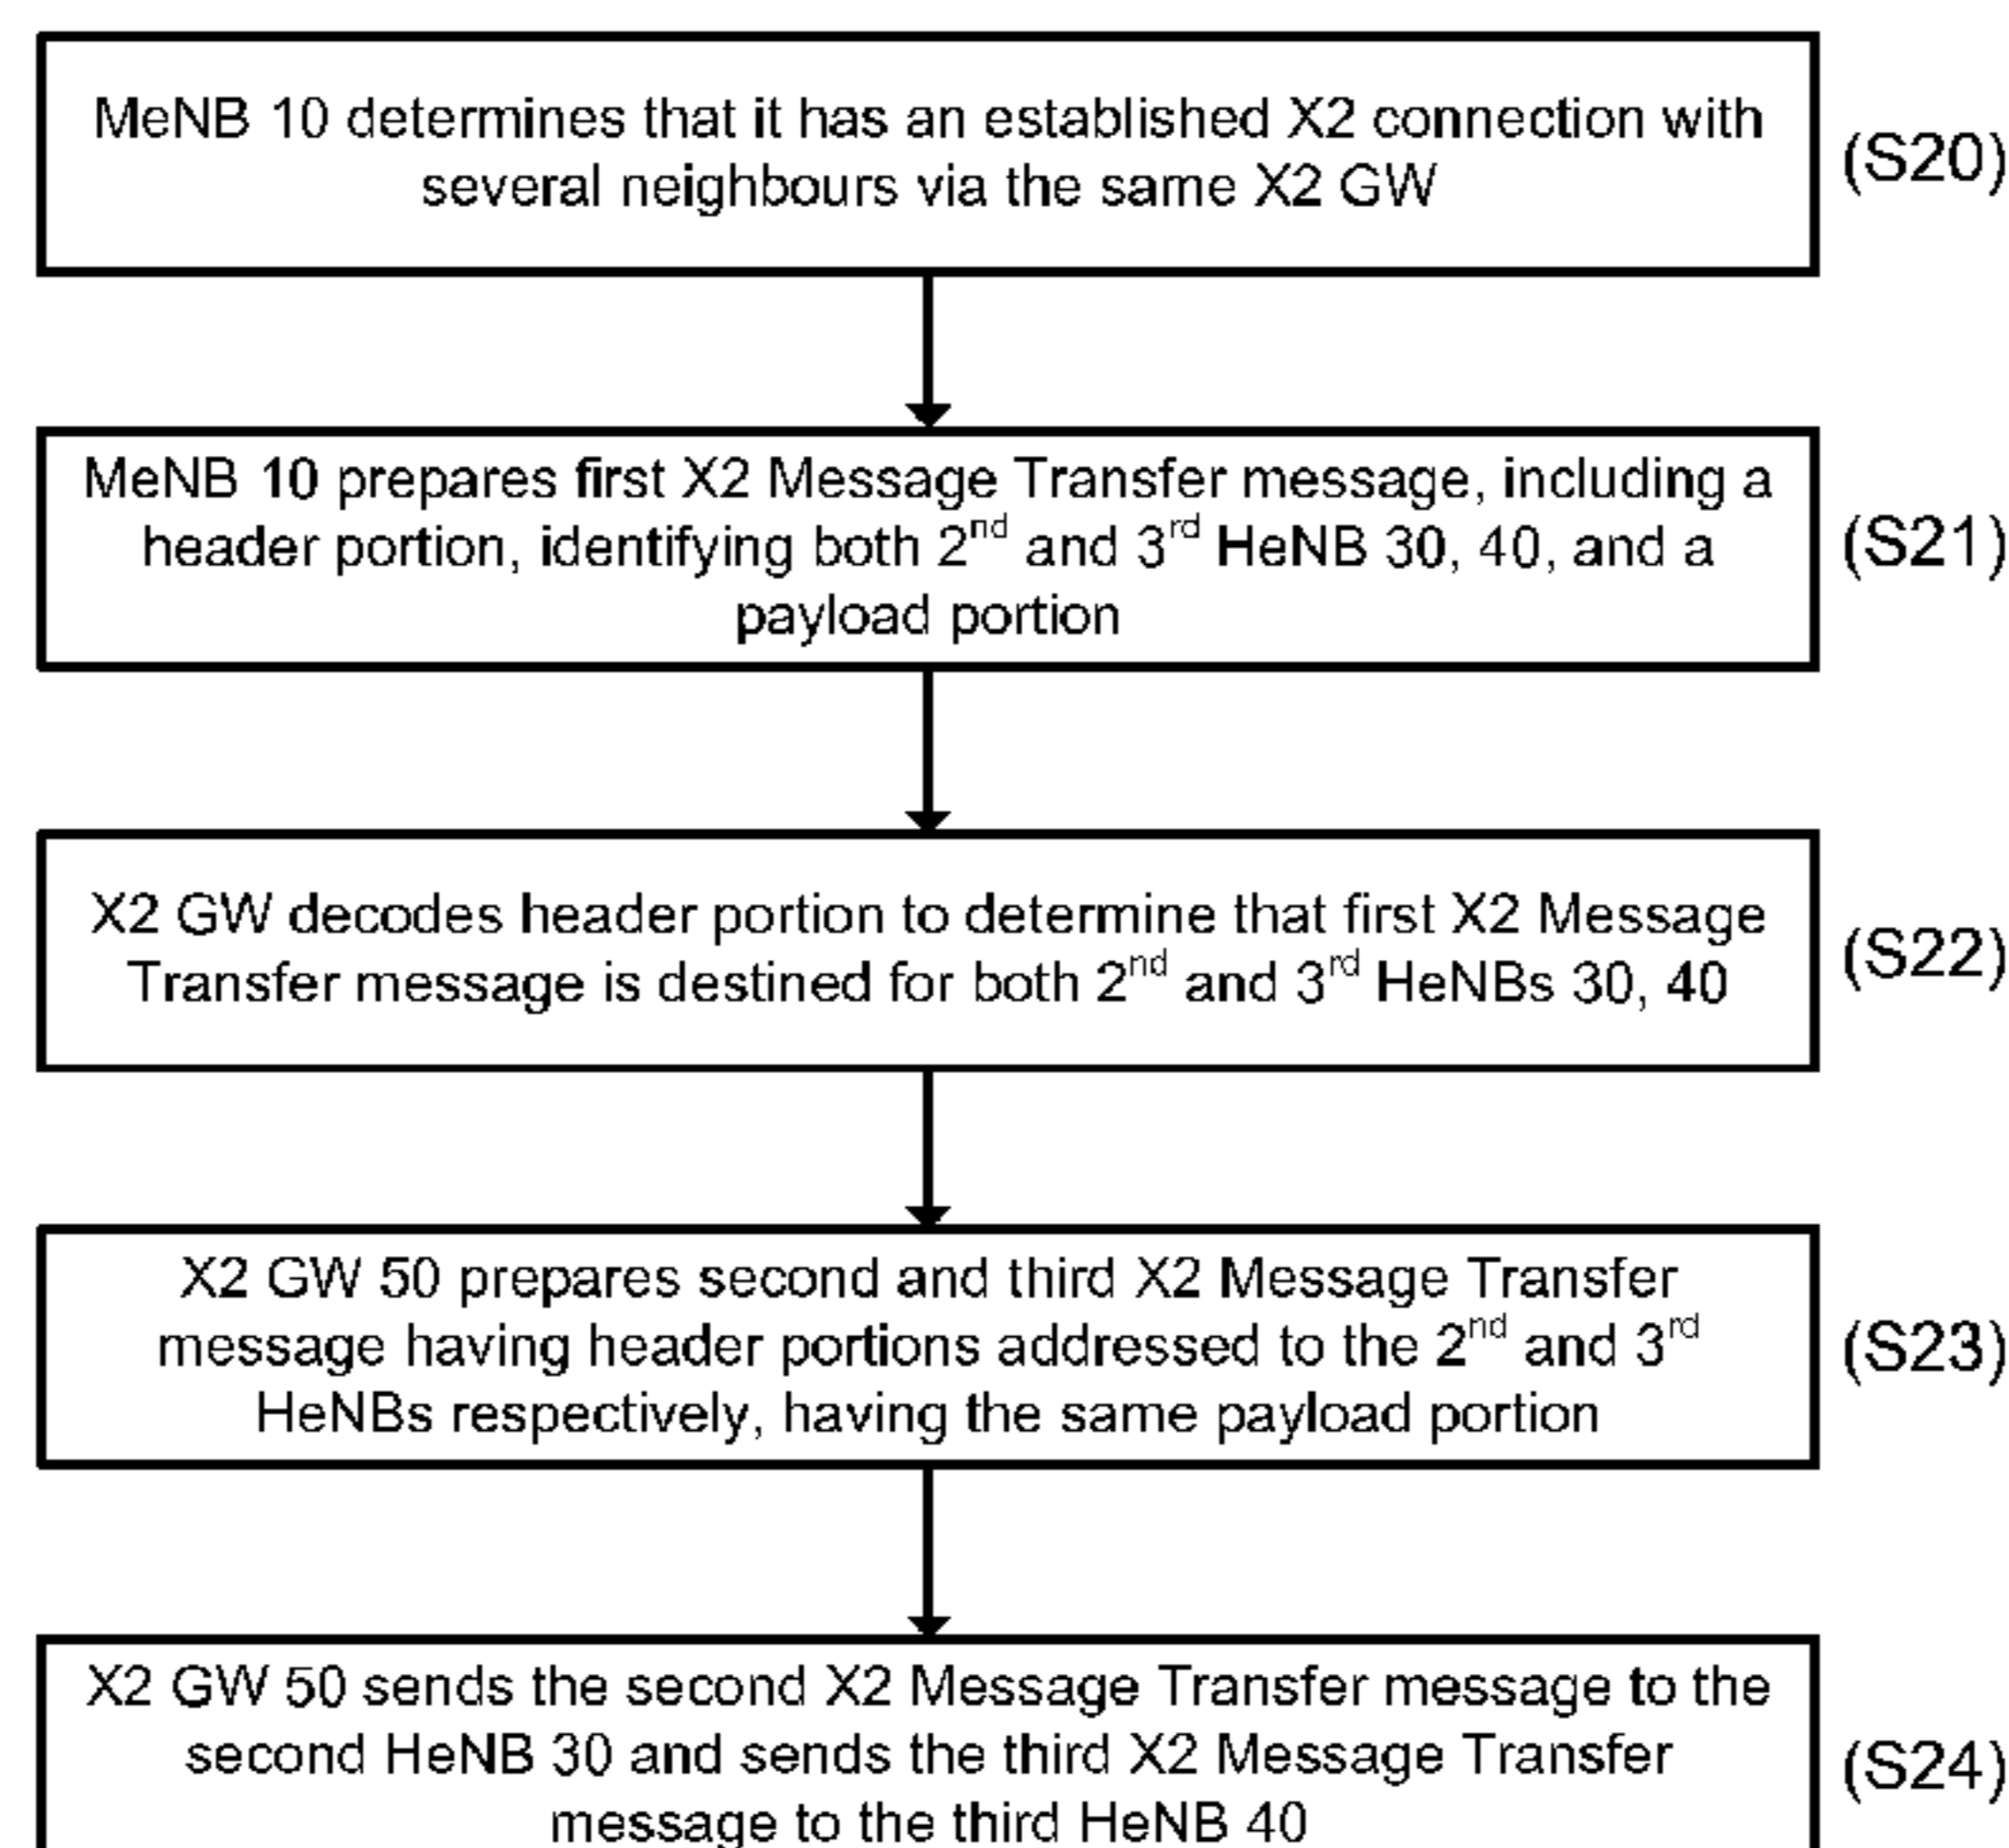 MeNB 10 determines that it has an established X2 connection with
several neighbours via the same X2 GW
(S20)
MeNB 10 prepares first X2 Message Transfer message, including a
header portion, identifying both 2nd and 3rd HeNB 30, 40, and a
payload portion
(S21)
X2 GW decodes header portion to determine that first X2 Message
Transfer message is destined for both 2nd and 3rd HeNBs 30, 40
(S22)
X2 GW 50 prepares second and third X2 Message Transfer
message having header portions addressed to the 2nd and 3rd
HeNBs respectively, having the same payload portion
(S23)
X2 GW 50 sends the second X2 Message Transfer message to the
second HeNB 30 and sends the third X2 Message Transfer
message to the third HeNB 40
(S24)